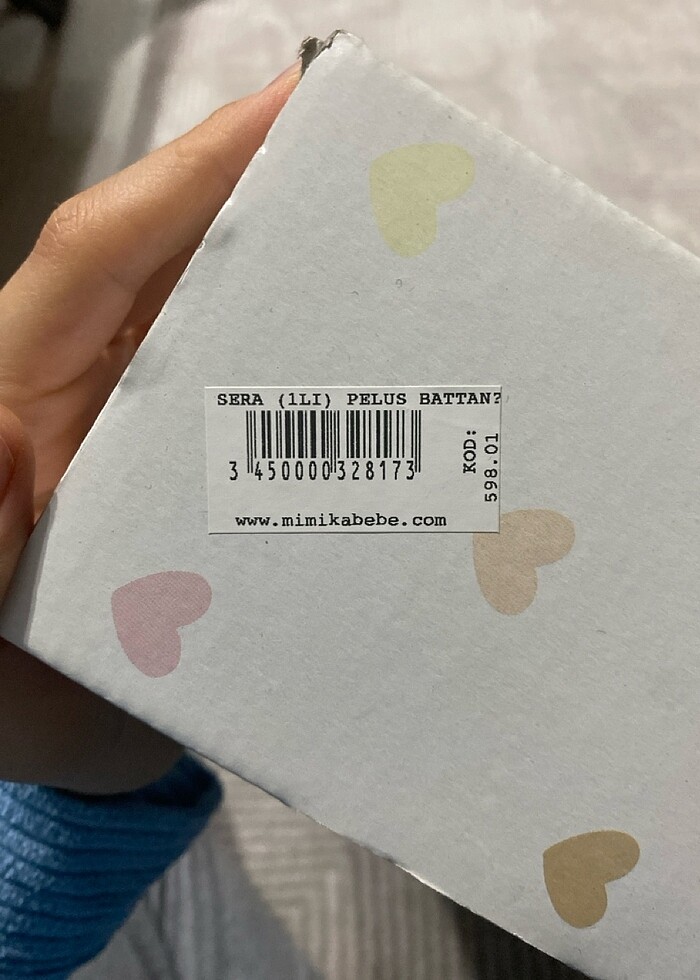 SERA (1LI) PELUS BATTAN?
3 450000 328173
KOD:
598.01
www.mimikabebe.com